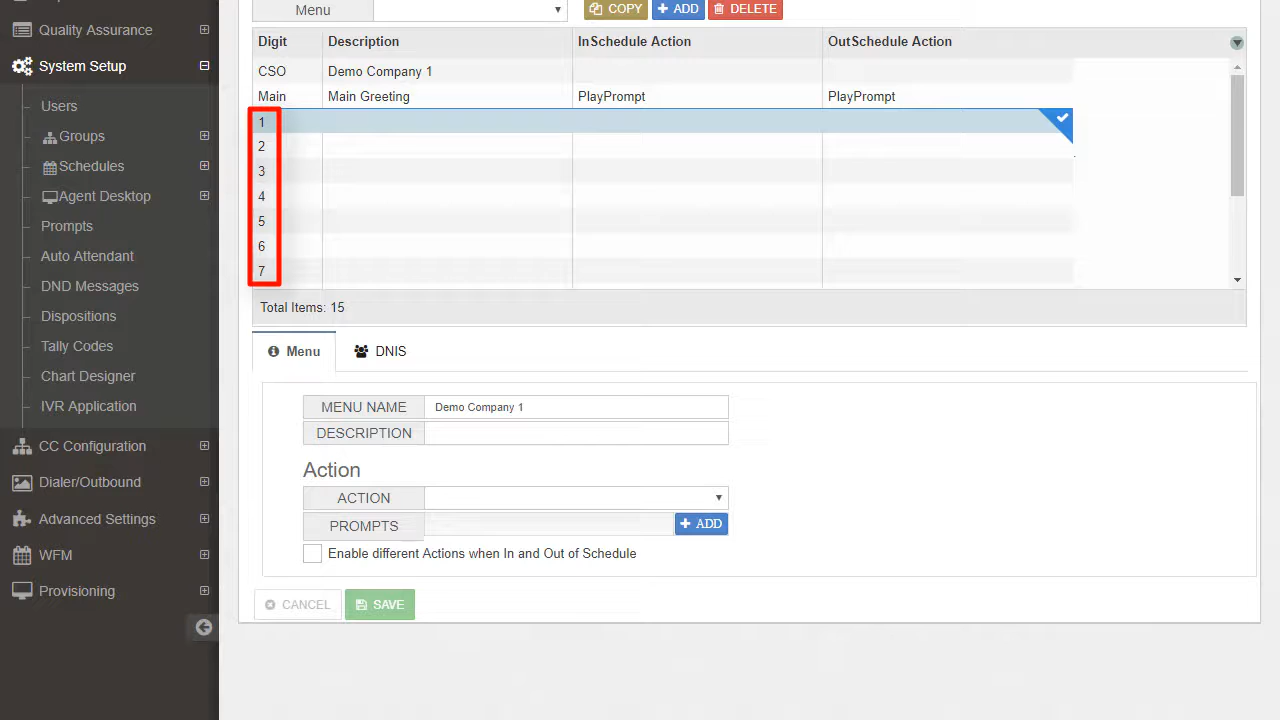 Quality Assurance
System Setup
Users
Groups
Schedules
Agent Desktop
Prompts
Auto Attendant
DND Messages
Dispositions
Tally Codes
Chart Designer
IVR Application
CC Configuration
Dialer/Outbound
Advanced Settings
WFM
Provisioning
Menu COPY ADD DELETE
Digit Description InSchedule Action OutSchedule Action
CSO Demo Company 1
Main Main Greeting PlayPrompt PlayPrompt
1
2
3
4
5
6
7
Total Items: 15
Menu DNIS
MENU NAME Demo Company 1
DESCRIPTION
Action
ACTION
PROMPTS ADD
Enable different Actions when In and Out of Schedule
CANCEL SAVE